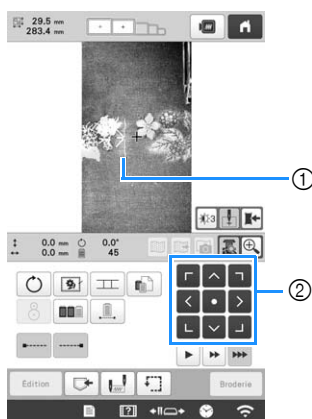 29.5 mm
283.4 mm
①
3
0.0 mm 0.0°
0.0 mm 45
②
Édition Broderie
?